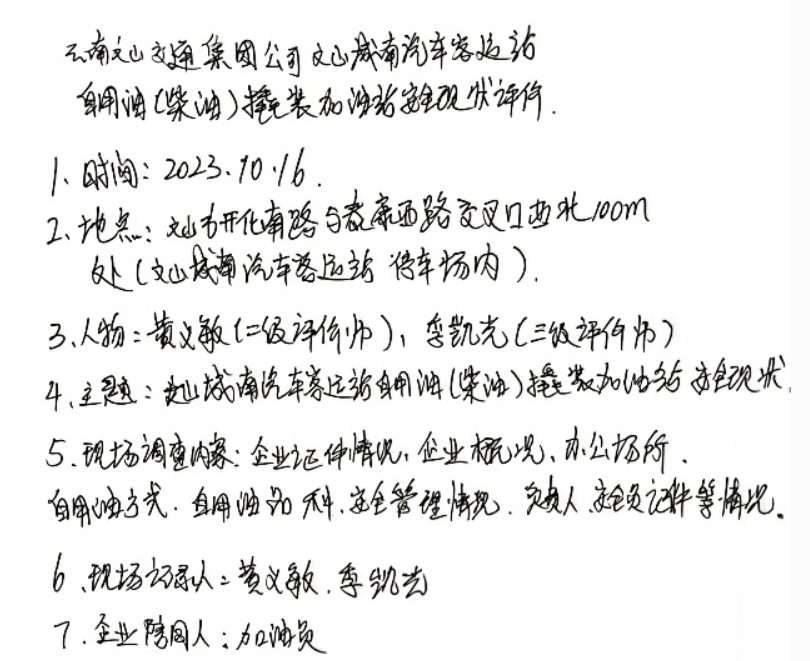 云南文山交通集团公司文山城南汽车客运站
自用油(柴油)撬装加油站安全现状评价.
1、时间：2023.10.16.
2、地点：文山市开化南路与泰康西路交叉口西北100m
处(文山城南汽车客运站停车场内).
3、人物：黄义敏(二级评价师)，李凯光(三级评价师)
4、主题：文山城南汽车客运站自用油(柴油)撬装加油站安全现状.
5、现场调查内容：企业证件情况、企业概况、办公场所、
自用油方式、自用油品种、安全管理情况、负责人、安全员证件等情况。
6、现场记录人：黄义敏、李凯光
7、企业陪同人：加油员